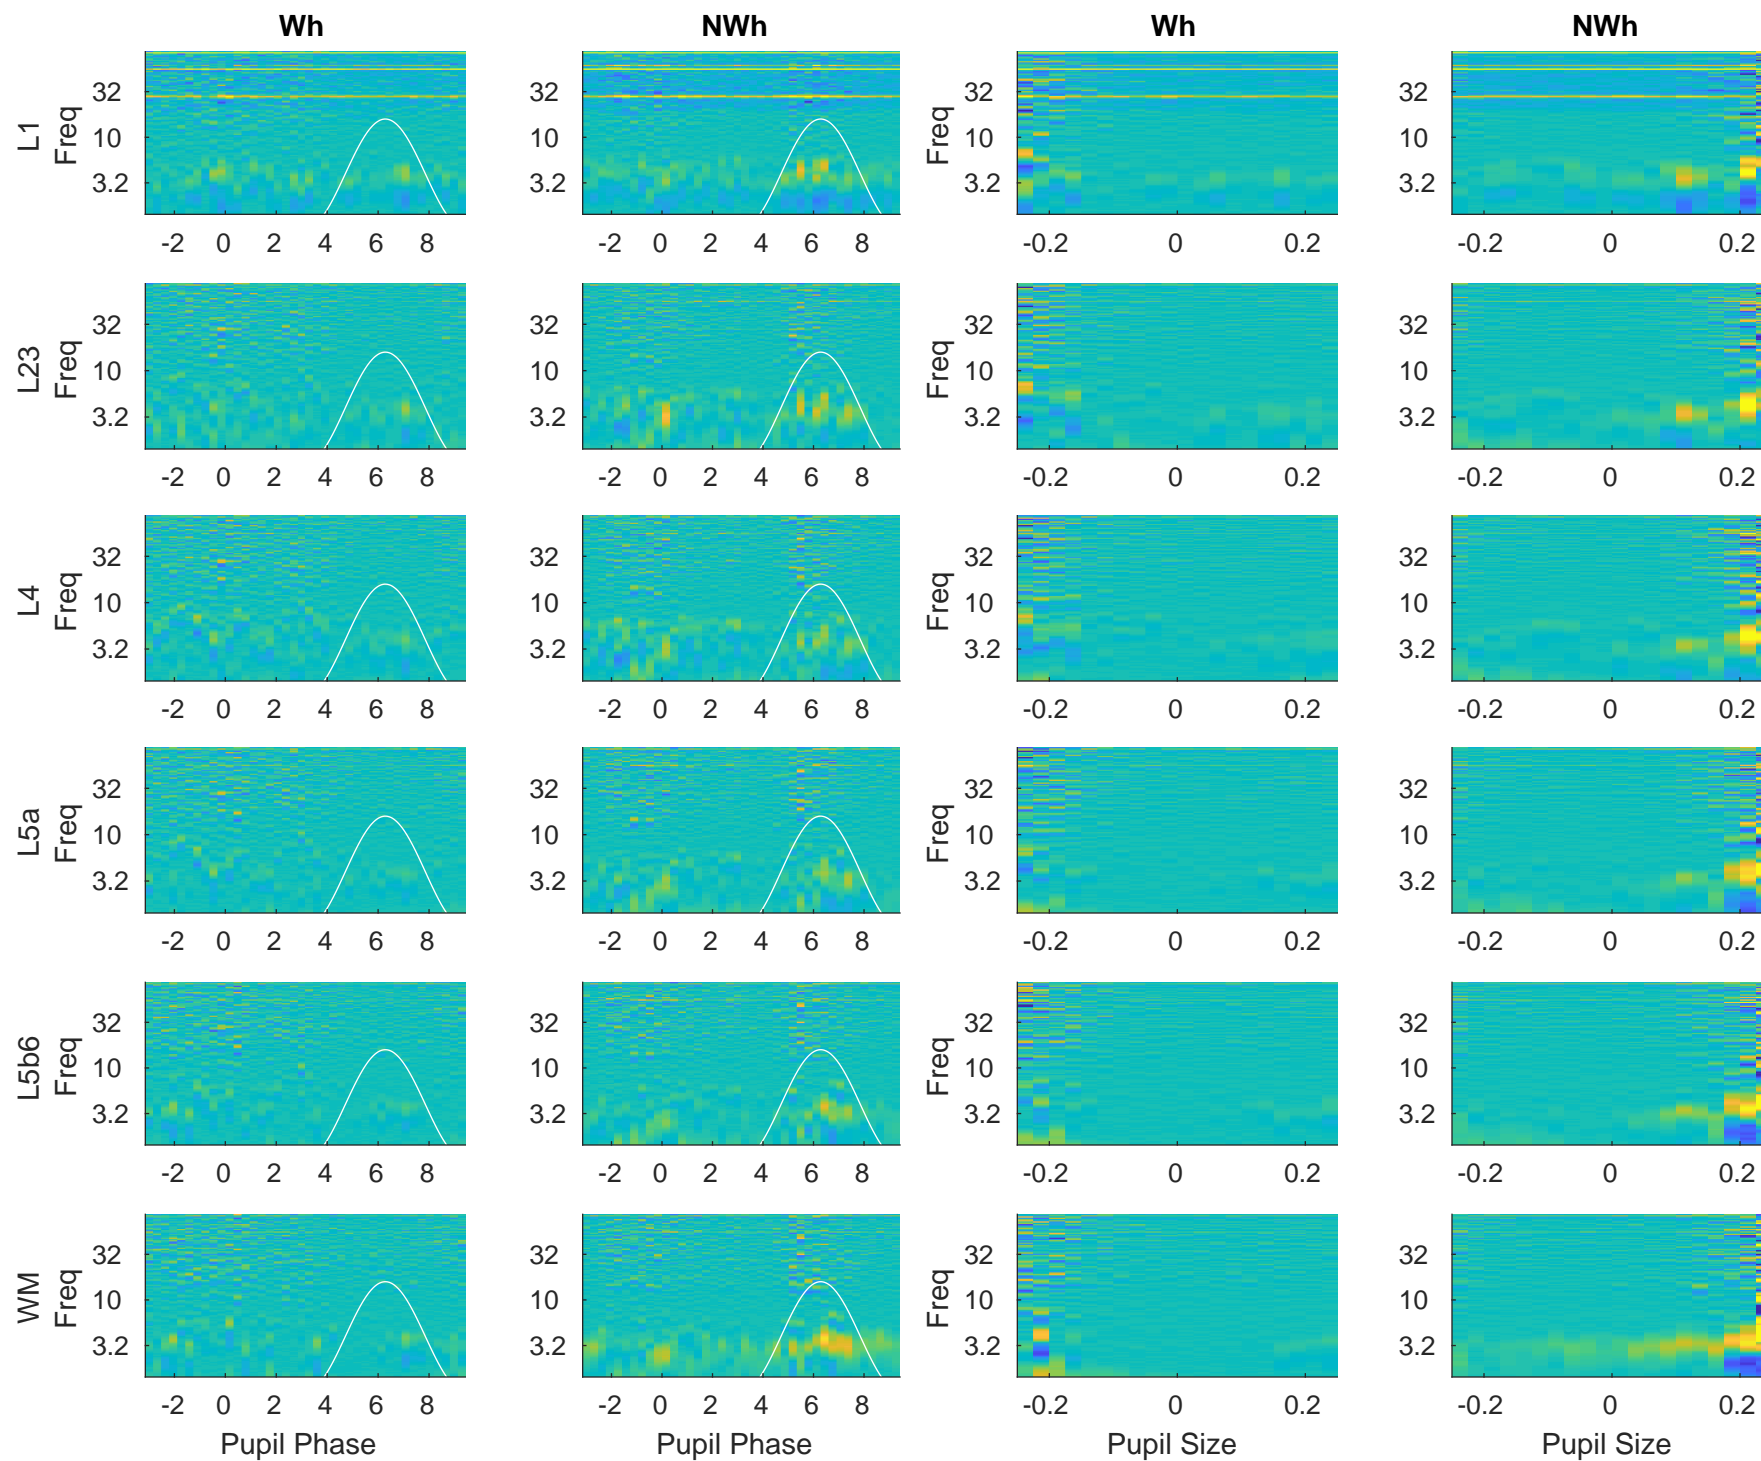 Wh NWh Wh NWh
L1 Freq 32 10 3.2 32 10 3.2 Freq 32 10 3.2 32 10 3.2
-2 0 2 4 6 8 -2 0 2 4 6 8 -0.2 0 0.2 -0.2 0 0.2
L23 Freq 32 10 3.2 32 10 3.2 Freq 32 10 3.2 32 10 3.2
-2 0 2 4 6 8 -2 0 2 4 6 8 -0.2 0 0.2 -0.2 0 0.2
L4 Freq 32 10 3.2 32 10 3.2 Freq 32 10 3.2 32 10 3.2
-2 0 2 4 6 8 -2 0 2 4 6 8 -0.2 0 0.2 -0.2 0 0.2
L5a Freq 32 10 3.2 32 10 3.2 Freq 32 10 3.2 32 10 3.2
-2 0 2 4 6 8 -2 0 2 4 6 8 -0.2 0 0.2 -0.2 0 0.2
L5b6 Freq 32 10 3.2 32 10 3.2 Freq 32 10 3.2 32 10 3.2
-2 0 2 4 6 8 -2 0 2 4 6 8 -0.2 0 0.2 -0.2 0 0.2
WM Freq 32 10 3.2 32 10 3.2 Freq 32 10 3.2 32 10 3.2
-2 0 2 4 6 8 -2 0 2 4 6 8 -0.2 0 0.2 -0.2 0 0.2
Pupil Phase Pupil Phase Pupil Size Pupil Size